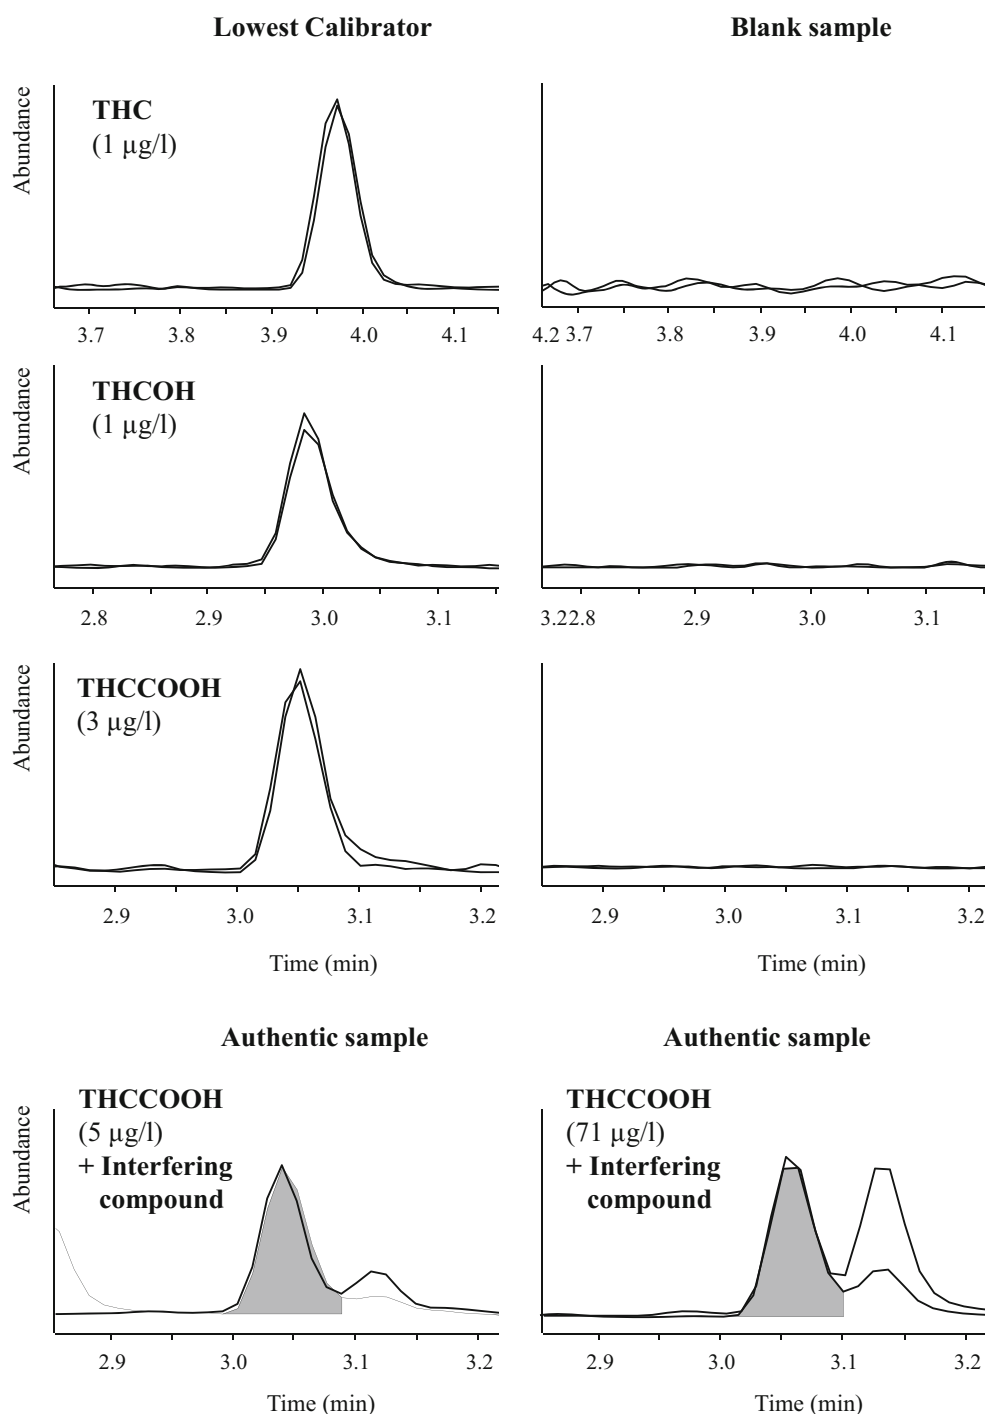 Lowest Calibrator
Blank sample
Abundance
THC
(1 µg/l)
3.7 3.8 3.9 4.0 4.1
4.2 3.7 3.8 3.9 4.0 4.1
Abundance
THCOH
(1 µg/l)
2.8 2.9 3.0 3.1
3.22.8 2.9 3.0 3.1
Abundance
THCCOOH
(3 µg/l)
2.9 3.0 3.1 3.2
2.9 3.0 3.1 3.2
Time (min)
Time (min)
Authentic sample
Authentic sample
Abundance
THCCOOH
(5 µg/l)
+ Interfering
compound
THCCOOH
(71 µg/l)
+ Interfering
compound
2.9 3.0 3.1 3.2
2.9 3.0 3.1 3.2
Time (min)
Time (min)